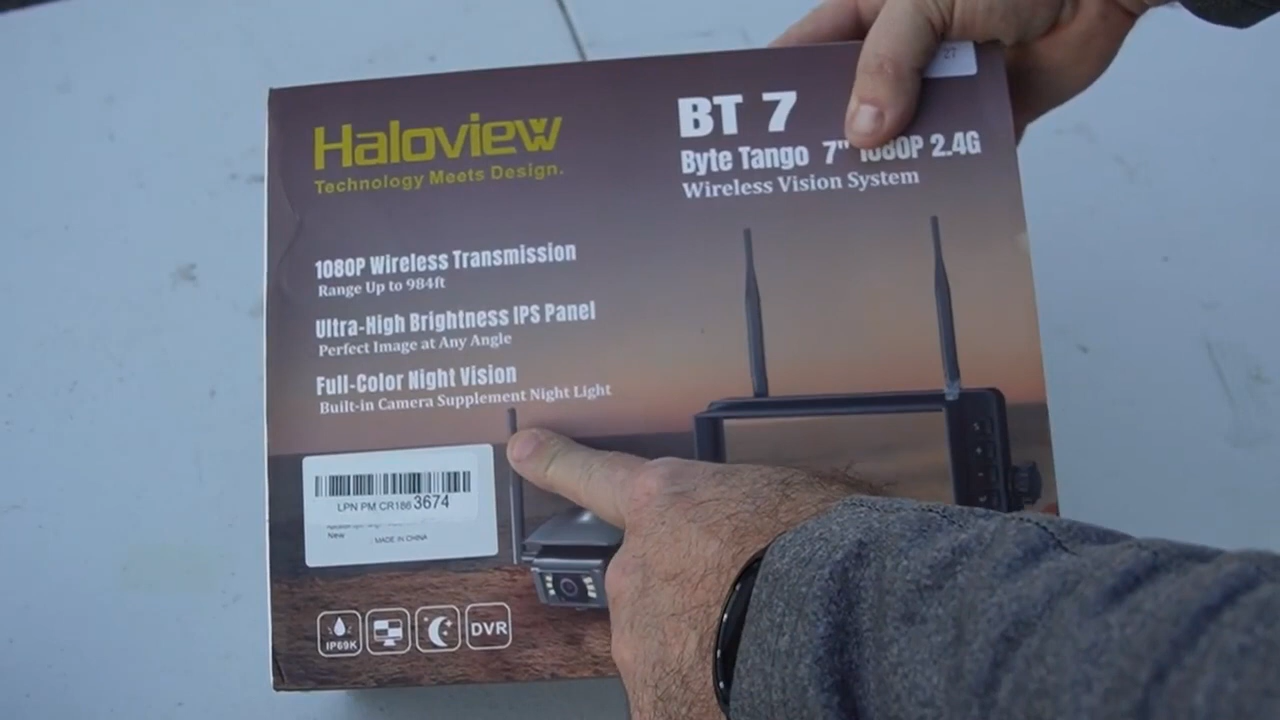 27
Haloview
Technology Meets Design.
BT 7
Byte Tango 7" 1080P 2.4G
Wireless Vision System
1080P Wireless Transmission
Range Up to 984ft
Ultra-High Brightness IPS Panel
Perfect Image at Any Angle
Full-Color Night Vision
Built-in Camera Supplement Night Light
LPN PM CR186 3674
New
MADE IN CHINA
IP69K
DVR